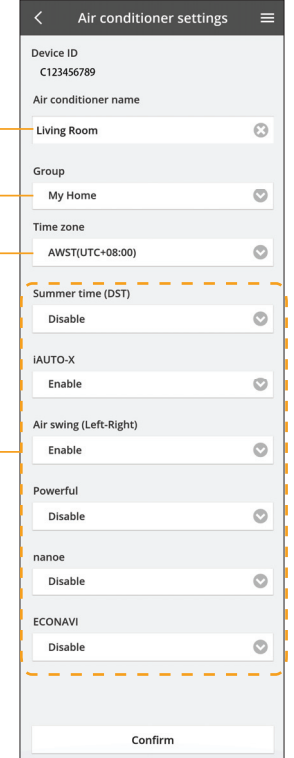 Air conditioner settings
Device ID
C123456789
Air conditioner name
Living Room
Group
My Home
Time zone
AWST(UTC+08:00)
Summer time (DST)
Disable
iAUTO-X
Enable
Air swing (Left-Right)
Enable
Powerful
Disable
nanoe
Disable
ECONAVI
Disable
Confirm